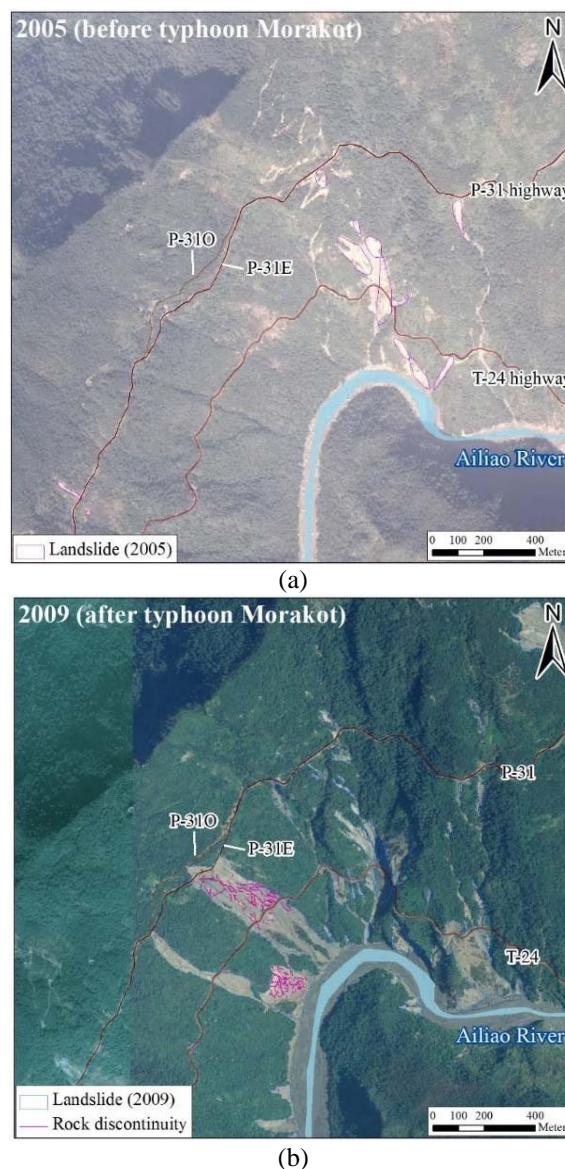 2005 (before typhoon Morakot)
N
P-31 highway
P-31O
P-31E
T-24 highway
Ailiao River
Landslide (2005)
0 100 200 400
Meter
(a)
2009 (after typhoon Morakot)
N
P-31
P-31O
P-31E
T-24
Ailiao River
Landslide (2009)
Rock discontinuity
0 100 200 400
Meter
(b)